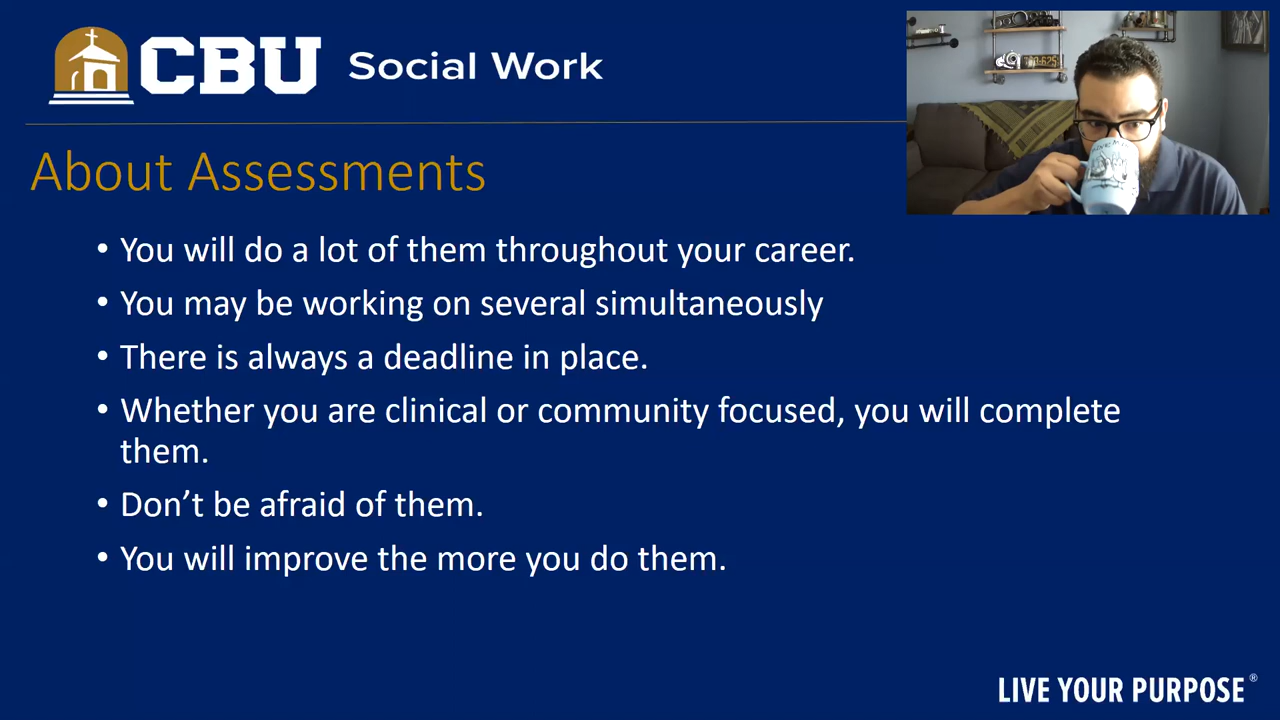 CBU Social Work
About Assessments
• You will do a lot of them throughout your career.
• You may be working on several simultaneously
• There is always a deadline in place.
• Whether you are clinical or community focused, you will complete
them.
• Don’t be afraid of them.
• You will improve the more you do them.
LIVE YOUR PURPOSE®